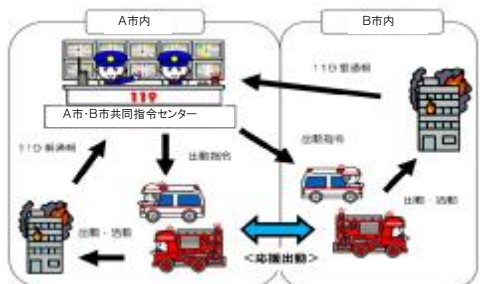 A市内
B市内
119番通報
119
A市・B市共同指令センター
119番通報
出動指令
出動指令
出動・活動
出動・活動
<応援出動>